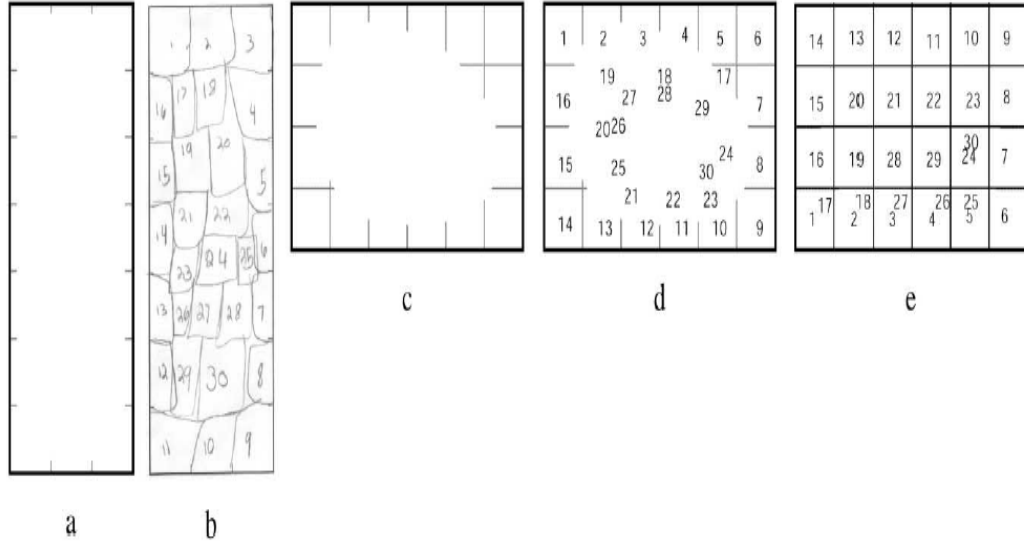 1 2 3
16 17 18 4
15 19 20 5
14 21 22 6
23 24 25
13 26 27 28 7
12 29 30 8
11 10 9
1 2 3 4 5 6
19 18 17
16 27 28 29 7
20 26
15 25 30 24 8
21 22 23
14 13 12 11 10 9
14 13 12 11 10 9
15 20 21 22 23 8
30
16 19 28 29 24 7
17 18 27 26 25
1 2 3 4 5 6
a b c d e